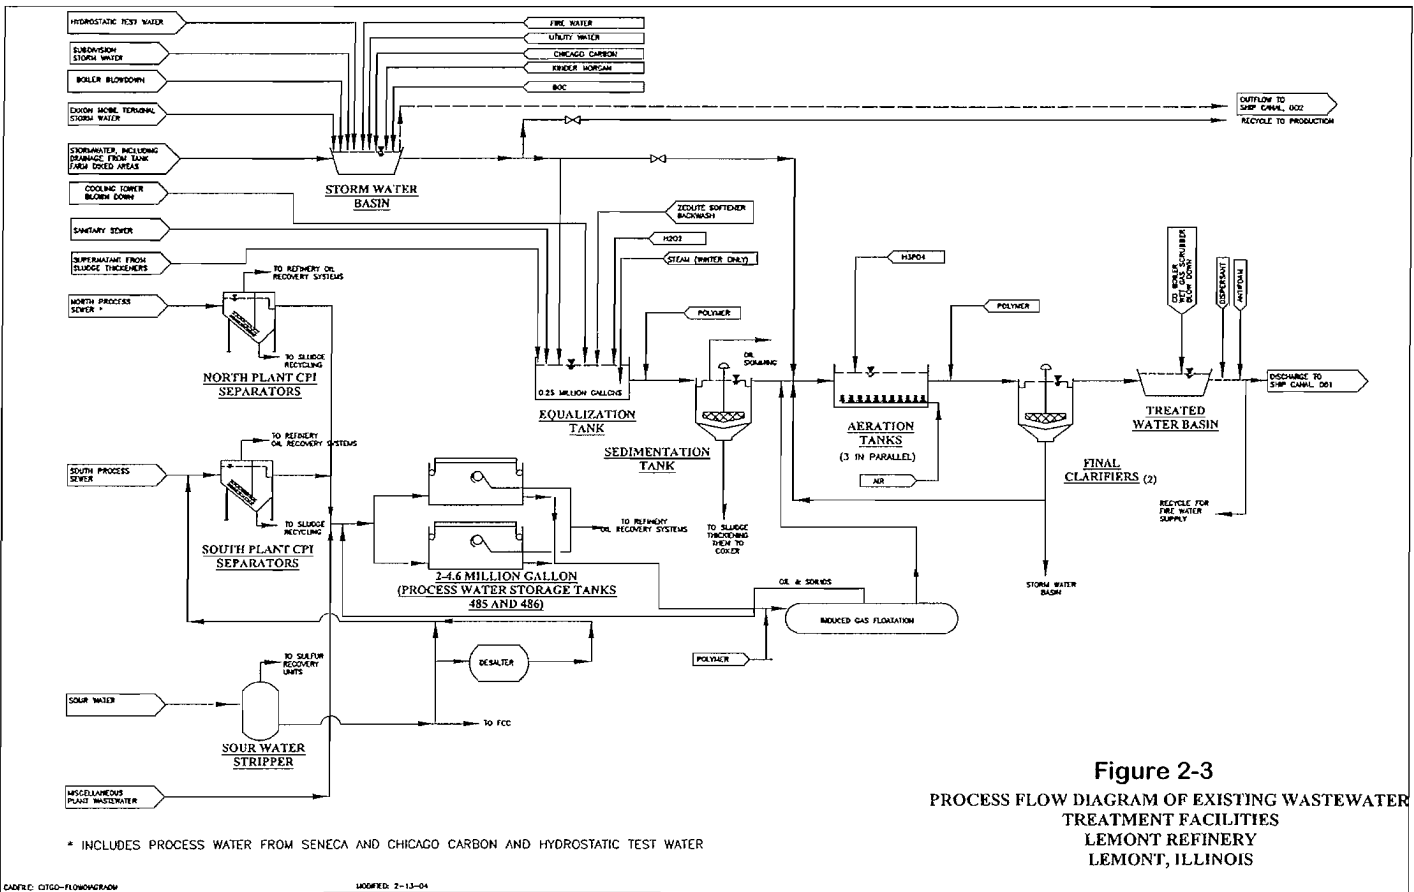 HYDROSTATIC TEST WATER
SUBDIVISION
STORM WATER
BOILER BLOWDOWN
EXXON MOBIL TERMINAL
STORM WATER
STORMWATER, INCLUDING
DRAINAGE FROM TANK
FARM DIKED AREAS
COOLING TOWER
BLOWN DOWN
SANITARY SEWER
SUPERNATANT FROM
SLUDGE THICKENERS
NORTH PROCESS
SEWER *
FIRE WATER
UTILITY WATER
CHICAGO CARBON
KINDER MORGAN
BOC
OUTFLOW TO
SHIP CANAL, 002
RECYCLE TO PRODUCTION
STORM WATER
BASIN
ZEOLITE SOFTENER
BACKWASH
H2O2
STEAM (WINTER ONLY)
TO REFINERY OIL
RECOVERY SYSTEMS
TO SLUDGE
RECYCLING
NORTH PLANT CPI
SEPARATORS
POLYMER
OIL
SKIMMING
0.25 MILLION GALLONS
EQUALIZATION
TANK
SEDIMENTATION
TANK
H3PO4
POLYMER
AERATION
TANKS
(3 IN PARALLEL)
AIR
CO BOILER
WET GAS SCRUBBER
BLOW DOWN
DISPERSANT
ANTIFOAM
DISCHARGE TO
SHIP CANAL, 001
TREATED
WATER BASIN
FINAL
CLARIFIERS (2)
RECYCLE FOR
FIRE WATER
SUPPLY
STORM WATER
BASIN
TO SLUDGE
THICKENING
THEN TO
COKER
TO REFINERY
OIL RECOVERY SYSTEMS
SOUTH PROCESS
SEWER
TO SLUDGE
RECYCLING
SOUTH PLANT CPI
SEPARATORS
TO REFINERY
OIL RECOVERY SYSTEMS
2-4.6 MILLION GALLON
(PROCESS WATER STORAGE TANKS
485 AND 486)
OIL & SOLIDS
INDUCED GAS FLOATATION
POLYMER
DESALTER
TO SULFUR
RECOVERY
UNITS
SOUR WATER
TO FCC
SOUR WATER
STRIPPER
MISCELLANEOUS
PLANT WASTEWATER
* INCLUDES PROCESS WATER FROM SENECA AND CHICAGO CARBON AND HYDROSTATIC TEST WATER
Figure 2-3
PROCESS FLOW DIAGRAM OF EXISTING WASTEWATER
TREATMENT FACILITIES
LEMONT REFINERY
LEMONT, ILLINOIS
CADFILE: CITGO-FLOWDIAGRADM
MODIFIED: 2-13-04